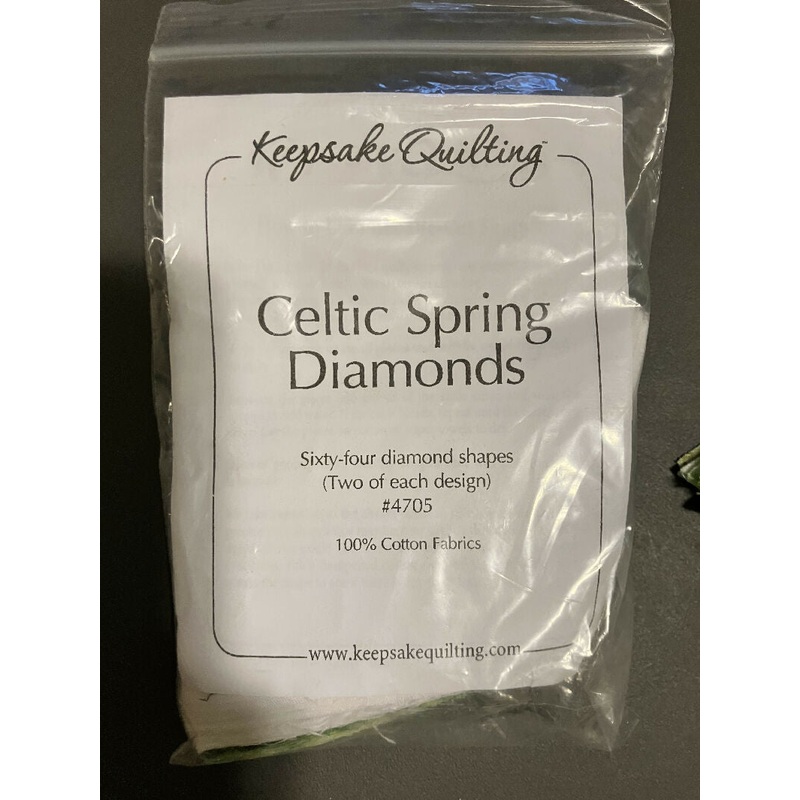 Keepsake Quilting™
Celtic Spring
Diamonds
Sixty-four diamond shapes
(Two of each design)
#4705
100% Cotton Fabrics
www.keepsakequilting.com